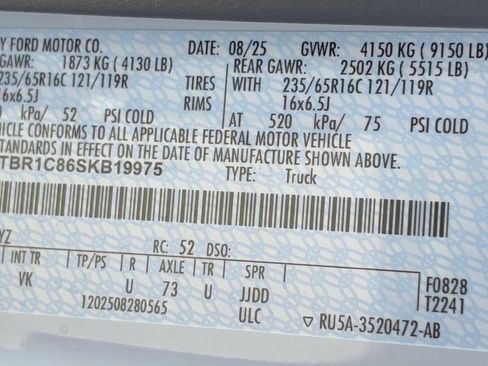 Y FORD MOTOR CO. DATE: 08/25 GVWR: 4150 KG ( 9150 LB)
GAWR: 1873 KG ( 4130 LB) REAR GAWR: 2502 KG ( 5515 LB)
235/65R16C 121/119R TIRES WITH 235/65R16C 121/119R
16x6.5J RIMS 16x6.5J
0 kPa/ 52 PSI COLD AT 520 kPa/ 75 PSI COLD
VEHICLE CONFORMS TO ALL APPLICABLE FEDERAL MOTOR VEHICLE
STANDARDS IN EFFECT ON THE DATE OF MANUFACTURE SHOWN ABOVE.
TBR1C86SKB19975 TYPE: Truck
YZ RC: 52 DSO:
INT TR TP/PS R AXLE TR SPR F0828
VK U 73 U JJDD T2241
1202508280565 ULC ▽ RU5A-3520472-AB